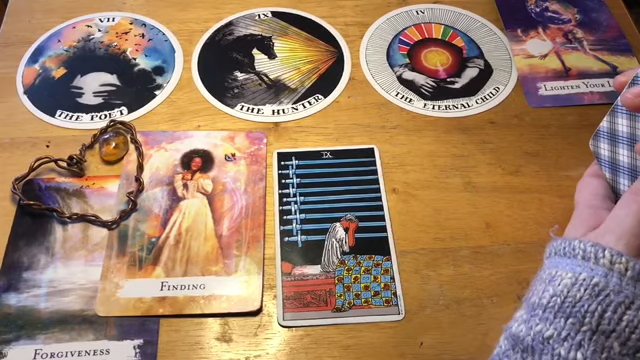 VII
THE POET
IX
THE HUNTER
IV
THE ETERNAL CHILD
LIGHTEN YOUR
FINDING
IX
FORGIVENESS